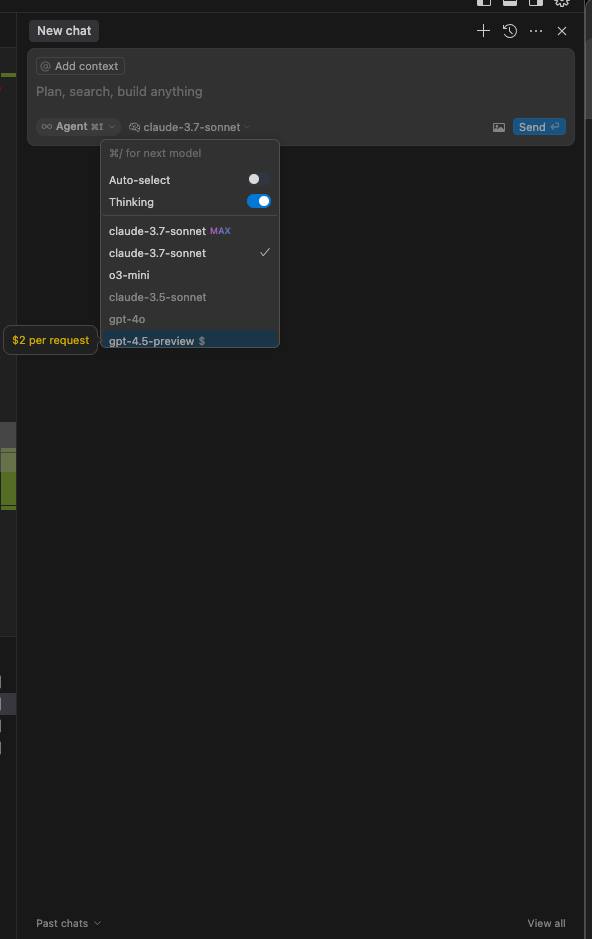 New chat
@ Add context
Plan, search, build anything
∞ Agent ⌘I claude-3.7-sonnet Send ⏎
⌘/ for next model
Auto-select
Thinking
claude-3.7-sonnet MAX
claude-3.7-sonnet
o3-mini
claude-3.5-sonnet
gpt-4o
$2 per request
gpt-4.5-preview $
Past chats View all